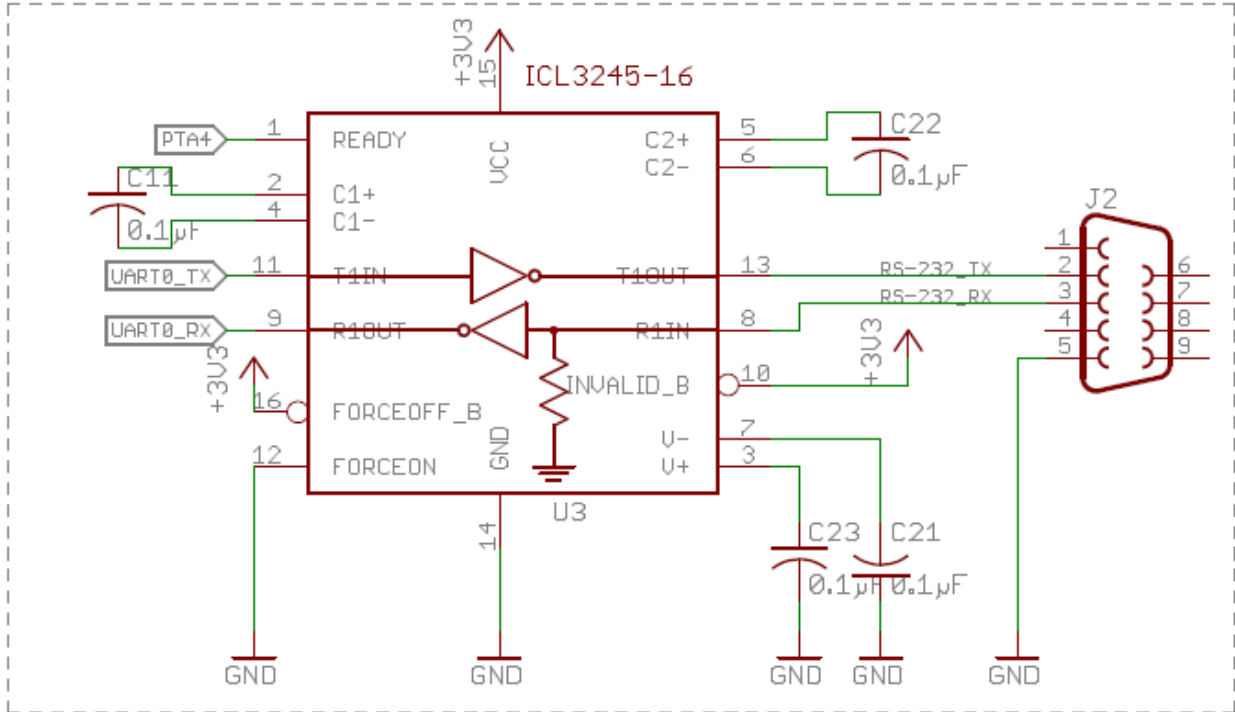 +3V3
15
ICL3245-16
PTA4
1
READY
VCC
C2+
5
C22
C2-
6
0.1µF
C11
2
C1+
4
C1-
0.1µF
J2
1
UART0_TX
11
T1IN
T1OUT
13
RS-232_TX
2
6
RS-232_RX
3
7
UART0_RX
9
R1OUT
R1IN
8
4
8
+3V3
+3V3
5
9
INVALID_B
10
16
FORCEOFF_B
GND
V-
7
12
FORCEON
V+
3
U3
14
C23
C21
0.1µF
0.1µF
GND
GND
GND
GND
GND